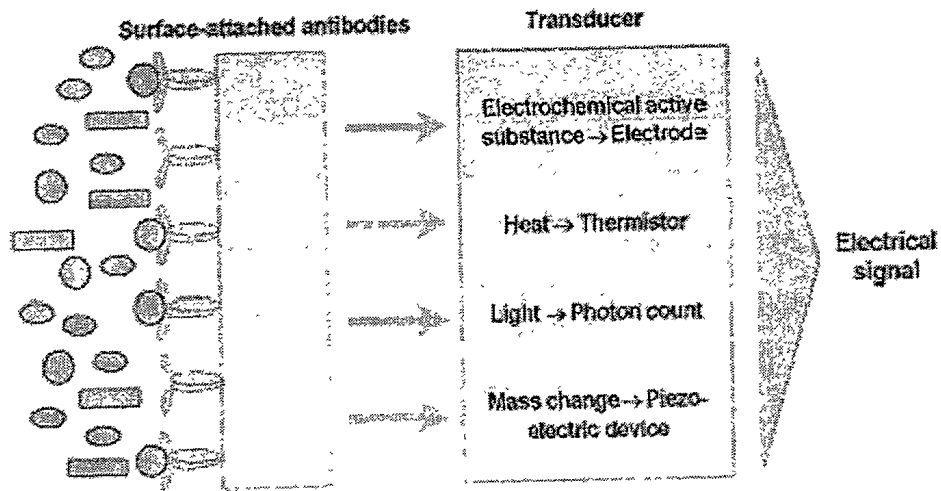 Surface-attached antibodies
Transducer
Electrochemical active
substance → Electrode
Heat → Thermistor
Light → Photon count
Mass change → Piezo-
electric device
Electrical
signal